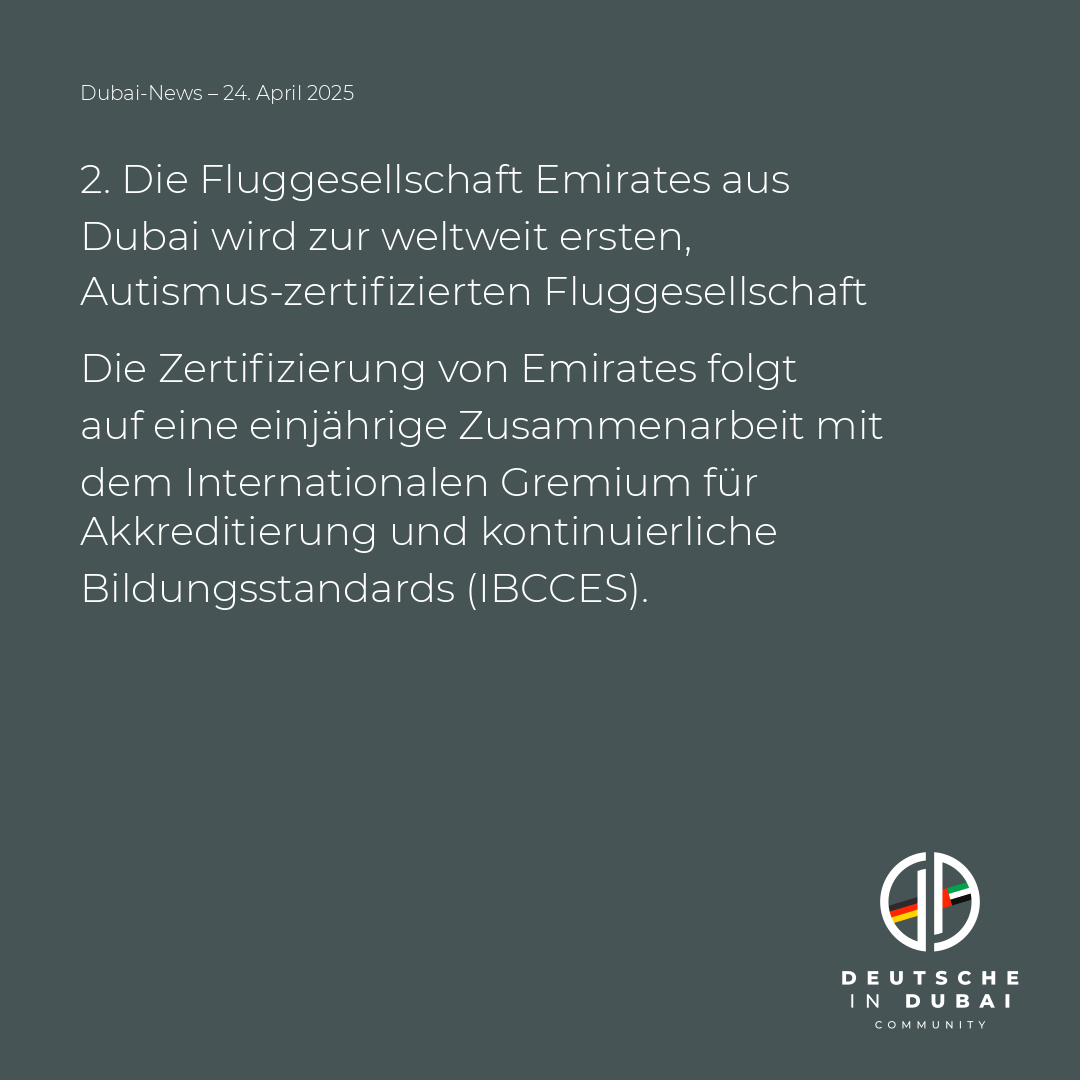 Dubai-News – 24. April 2025
2. Die Fluggesellschaft Emirates aus
Dubai wird zur weltweit ersten,
Autismus-zertifizierten Fluggesellschaft
Die Zertifizierung von Emirates folgt
auf eine einjährige Zusammenarbeit mit
dem Internationalen Gremium für
Akkreditierung und kontinuierliche
Bildungsstandards (IBCCES).
DEUTSCHE
IN DUBAI
COMMUNITY